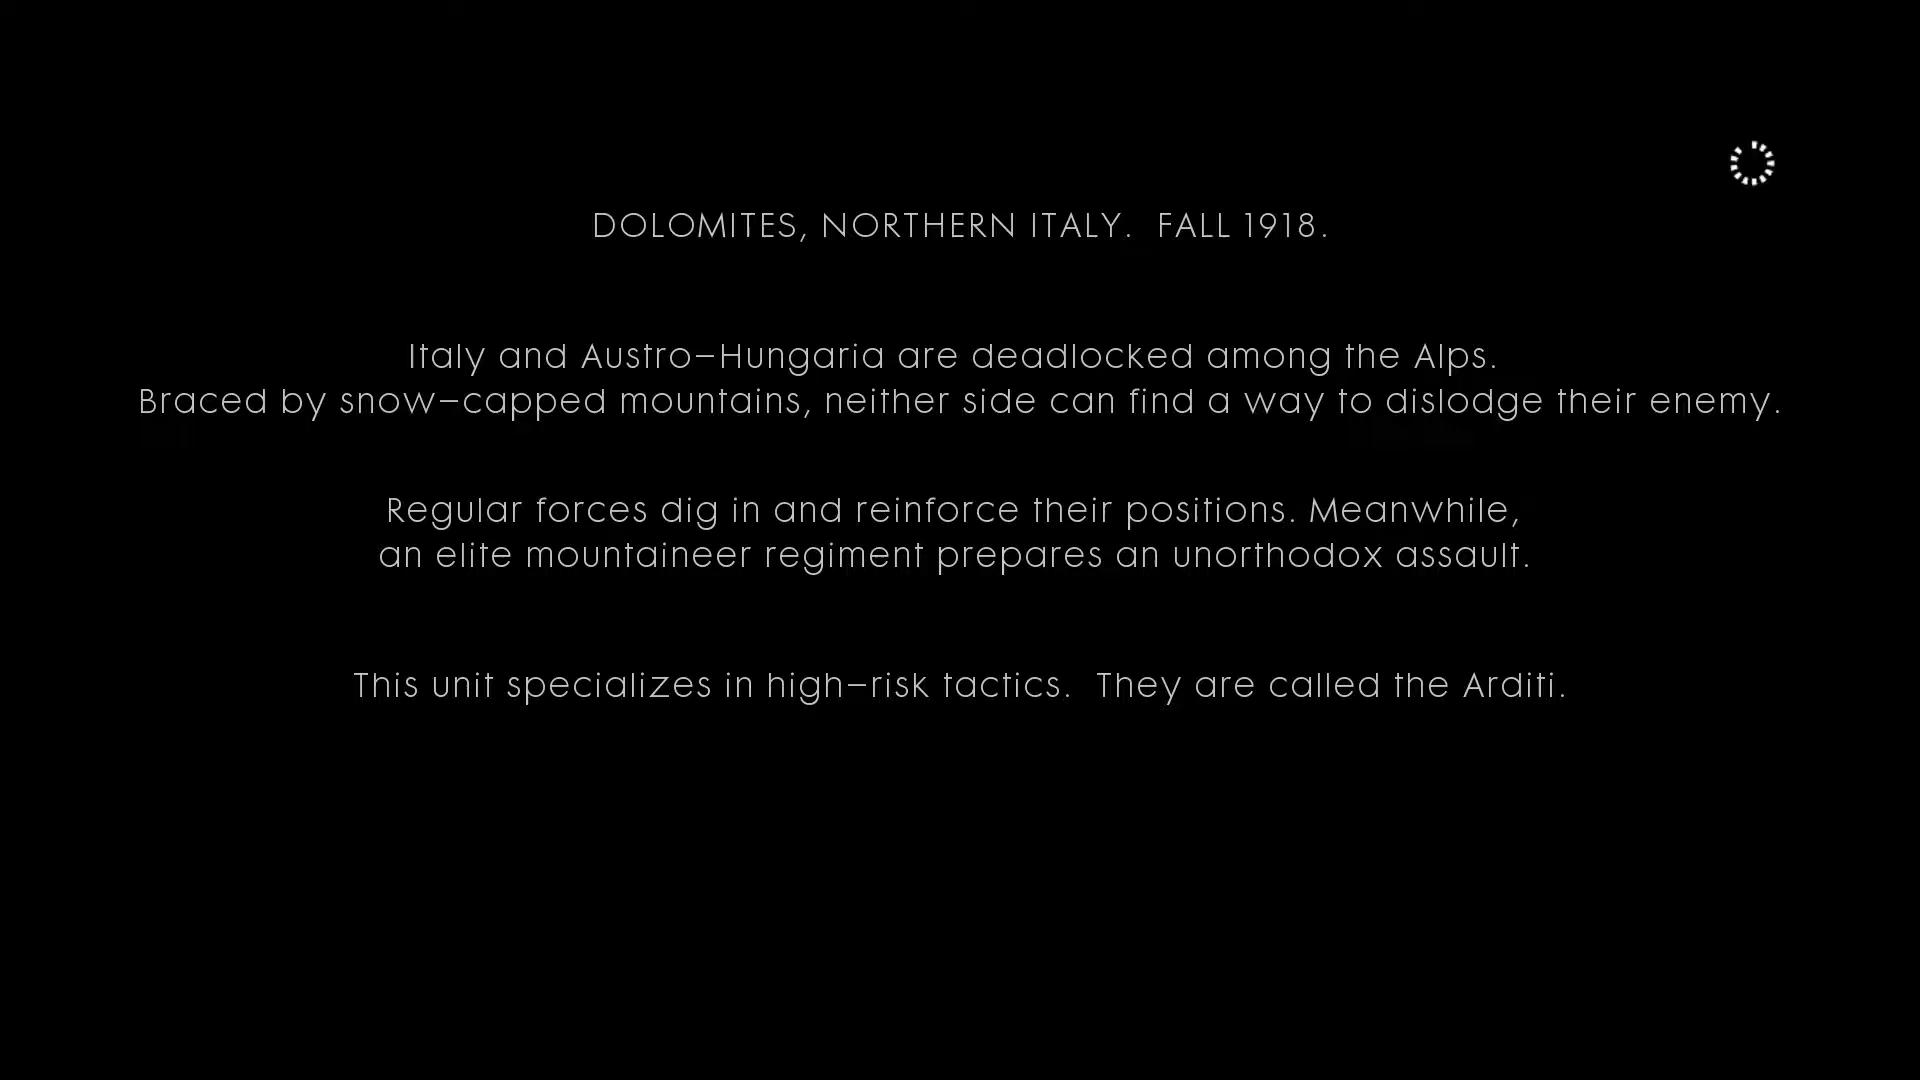 DOLOMITES, NORTHERN ITALY.  FALL 1918.
Italy and Austro-Hungaria are deadlocked among the Alps.
Braced by snow-capped mountains, neither side can find a way to dislodge their enemy.
Regular forces dig in and reinforce their positions. Meanwhile,
an elite mountaineer regiment prepares an unorthodox assault.
This unit specializes in high-risk tactics.  They are called the Arditi.